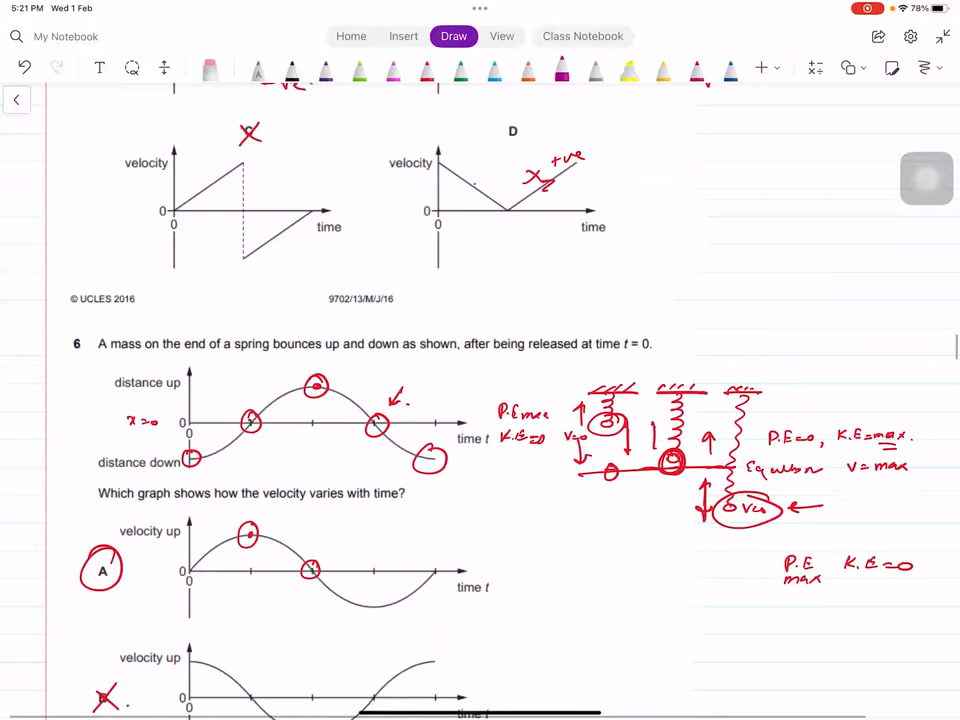 5:21 PM Wed 1 Feb
78%
My Notebook
Home Insert Draw View Class Notebook
-ve
C D
velocity velocity +ve
0 0
0 time 0 time
© UCLES 2016 9702/13/M/J/16
6 A mass on the end of a spring bounces up and down as shown, after being released at time t = 0.
distance up
x=0 0
0 time t
distance down
P.E max
K.E=0 V=0
P.E=0, K.E=max.
V=max
V=0
Which graph shows how the velocity varies with time?
velocity up
A 0
0 time t
P.E K.E=0
max
velocity up
B 0
0 time t